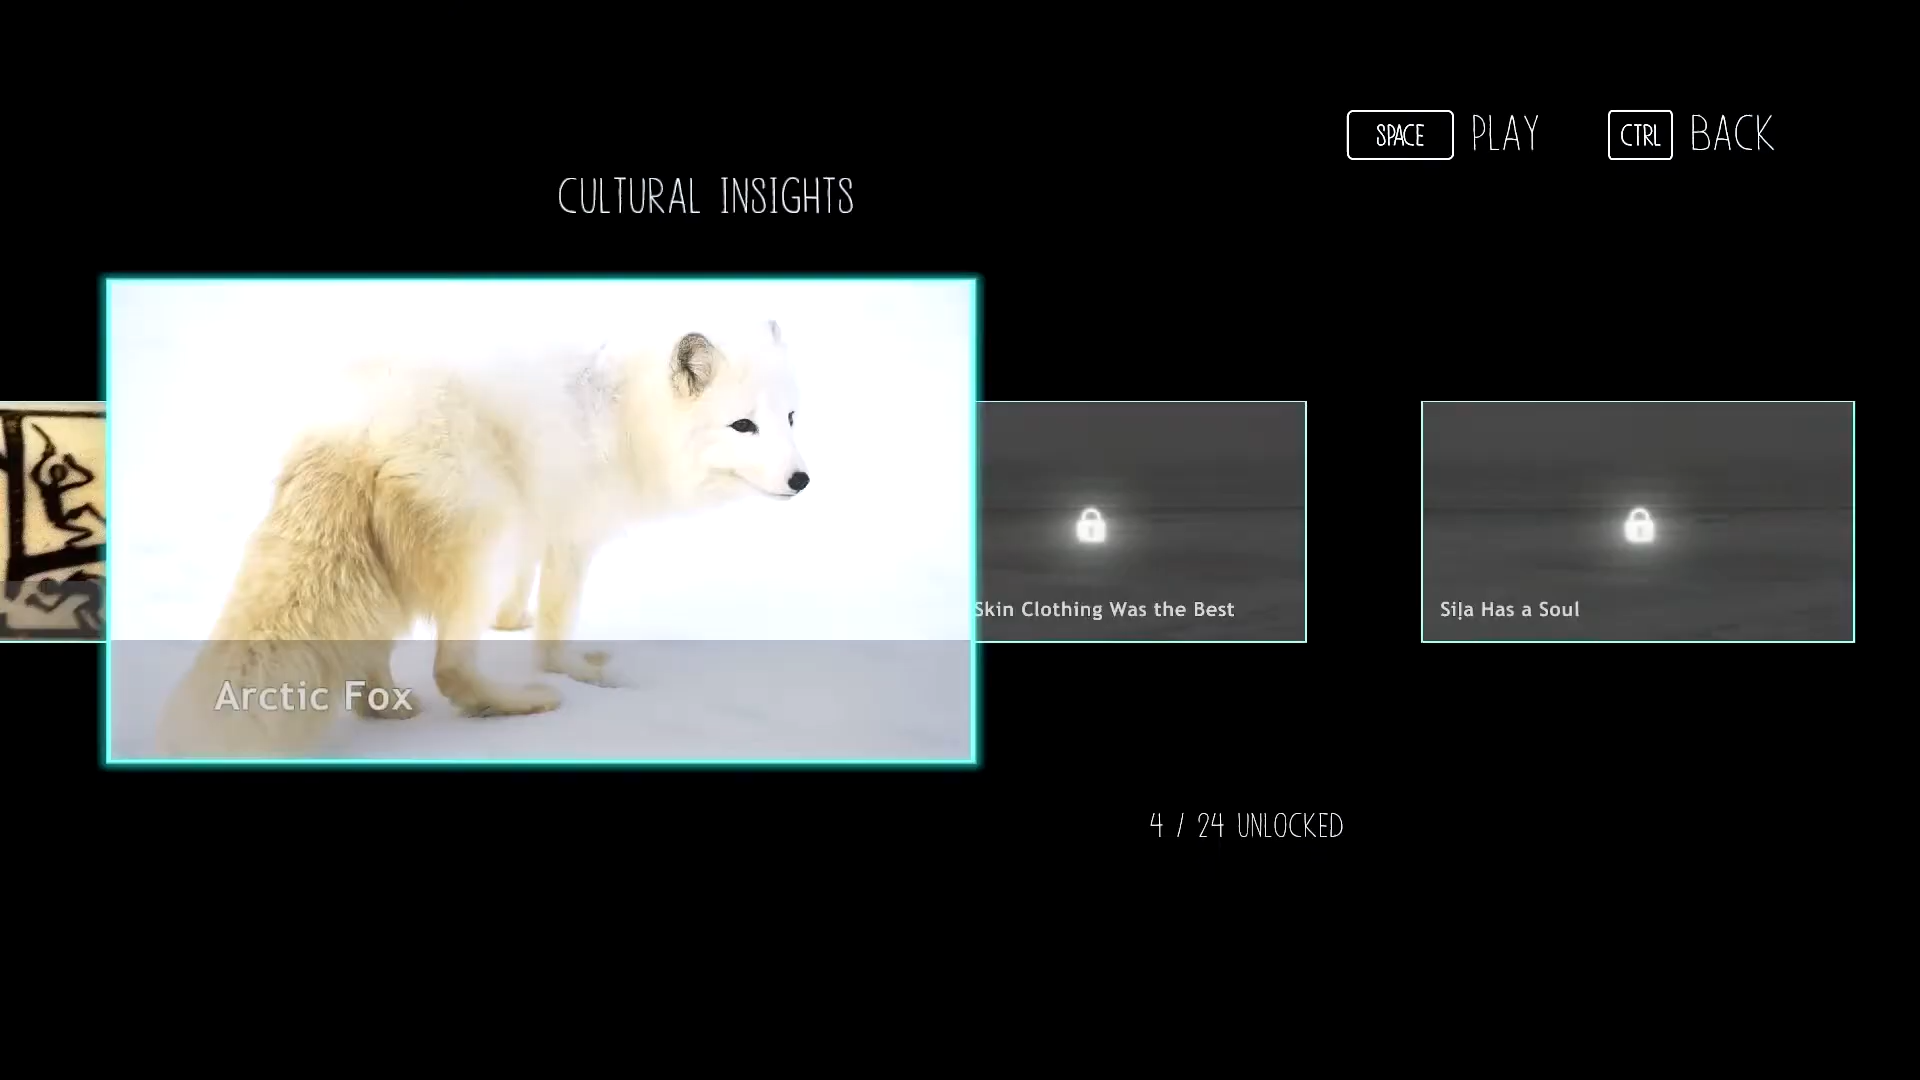 SPACE PLAY CTRL BACK
CULTURAL INSIGHTS
Skin Clothing Was the Best
Siḷa Has a Soul
Arctic Fox
4 / 24 UNLOCKED